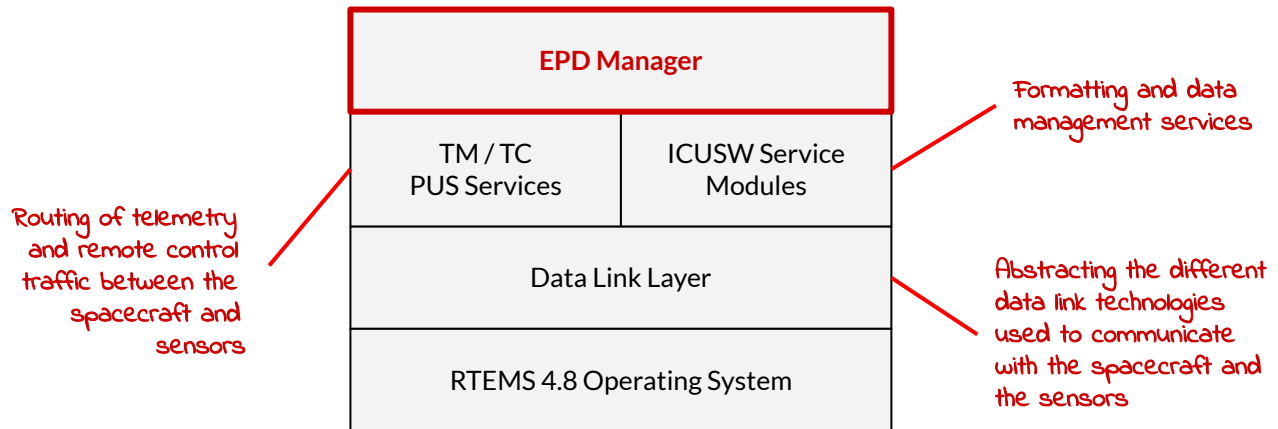 EPD Manager
Formatting and data
management services
TM / TC
PUS Services
ICUSW Service
Modules
Routing of telemetry
and remote control
traffic between the
spacecraft and
sensors
Data Link Layer
Abstracting the different
data link technologies
used to communicate
with the spacecraft and
the sensors
RTEMS 4.8 Operating System